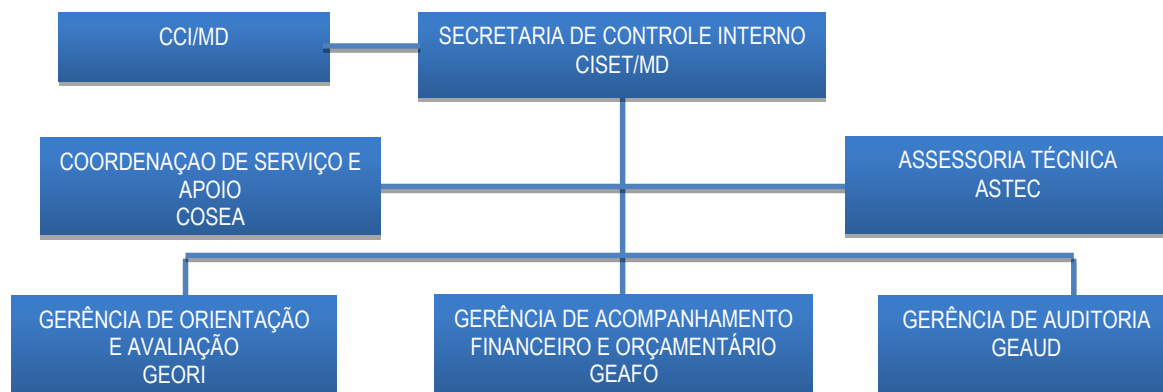 CCI/MD
SECRETARIA DE CONTROLE INTERNO
CISET/MD
COORDENAÇAO DE SERVIÇO E
APOIO
COSEA
ASSESSORIA TÉCNICA
ASTEC
GERÊNCIA DE ORIENTAÇÃO
E AVALIAÇÃO
GEORI
GERÊNCIA DE ACOMPANHAMENTO
FINANCEIRO E ORÇAMENTÁRIO
GEAFO
GERÊNCIA DE AUDITORIA
GEAUD